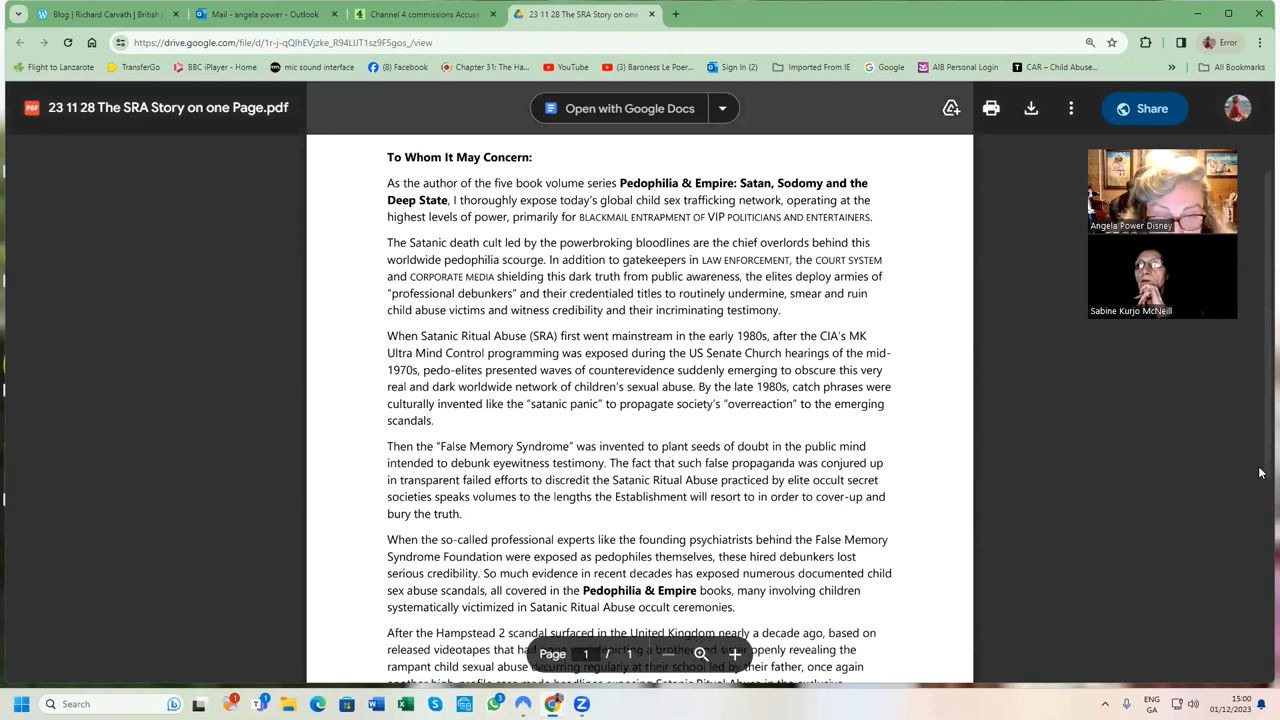 Blog | Richard Carvath | British
Mail - angela power - Outlook
Channel 4 commissions Accuse
23 11 28 The SRA Story on one
https://drive.google.com/file/d/1r-j-qQlhEVjzke_R94LlJT1sz9F5gos_/view
Error
Flight to Lanzarote
TransferGo
BBC iPlayer - Home
mic sound interface
(8) Facebook
Chapter 31: The Ha...
YouTube
(3) Baroness Le Poer...
Sign In (2)
Imported From IE
Google
AIB Personal Login
CAR – Child Abuse...
All Bookmarks
PDF
23 11 28 The SRA Story on one Page.pdf
Open with Google Docs
Share
To Whom It May Concern:
As the author of the five book volume series Pedophilia & Empire: Satan, Sodomy and the
Deep State, I thoroughly expose today's global child sex trafficking network, operating at the
highest levels of power, primarily for BLACKMAIL ENTRAPMENT OF VIP POLITICIANS AND ENTERTAINERS.
The Satanic death cult led by the powerbroking bloodlines are the chief overlords behind this
worldwide pedophilia scourge. In addition to gatekeepers in LAW ENFORCEMENT, the COURT SYSTEM
and CORPORATE MEDIA shielding this dark truth from public awareness, the elites deploy armies of
“professional debunkers” and their credentialed titles to routinely undermine, smear and ruin
child abuse victims and witness credibility and their incriminating testimony.
When Satanic Ritual Abuse (SRA) first went mainstream in the early 1980s, after the CIA's MK
Ultra Mind Control programming was exposed during the US Senate Church hearings of the mid-
1970s, pedo-elites presented waves of counterevidence suddenly emerging to obscure this very
real and dark worldwide network of children's sexual abuse. By the late 1980s, catch phrases were
culturally invented like the “satanic panic” to propagate society's “overreaction” to the emerging
scandals.
Then the “False Memory Syndrome” was invented to plant seeds of doubt in the public mind
intended to debunk eyewitness testimony. The fact that such false propaganda was conjured up
in transparent failed efforts to discredit the Satanic Ritual Abuse practiced by elite occult secret
societies speaks volumes to the lengths the Establishment will resort to in order to cover-up and
bury the truth.
When the so-called professional experts like the founding psychiatrists behind the False Memory
Syndrome Foundation were exposed as pedophiles themselves, these hired debunkers lost
serious credibility. So much evidence in recent decades has exposed numerous documented child
sex abuse scandals, all covered in the Pedophilia & Empire books, many involving children
systematically victimized in Satanic Ritual Abuse occult ceremonies.
After the Hampstead 2 scandal surfaced in the United Kingdom nearly a decade ago, based on
released videotapes that had a brother and openly revealing the
rampant child sexual abuse occurring regularly at their school led by their father, once again
Page 1 / 1
Angela Power Disney
Sabine Kurjo McNeill
Search
ENG
GA
15:00
01/12/2023